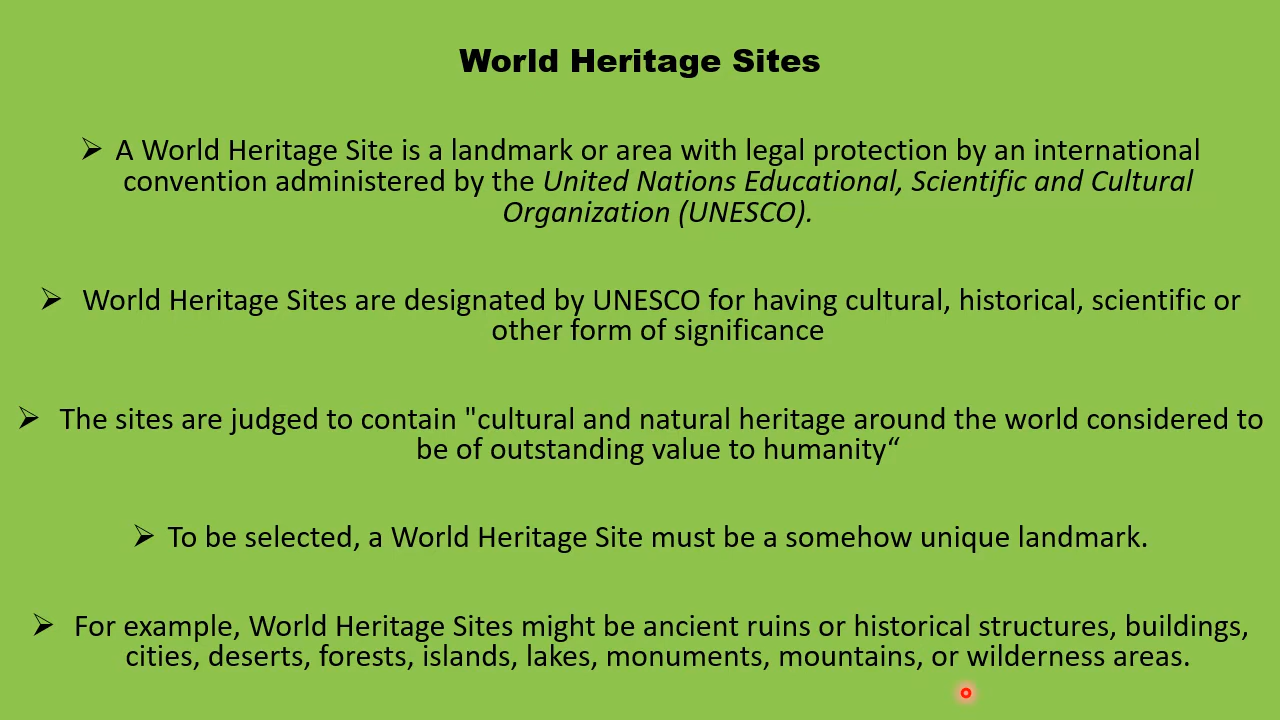 World Heritage Sites
➢ A World Heritage Site is a landmark or area with legal protection by an international
convention administered by the United Nations Educational, Scientific and Cultural
Organization (UNESCO).
➢ World Heritage Sites are designated by UNESCO for having cultural, historical, scientific or
other form of significance
➢ The sites are judged to contain "cultural and natural heritage around the world considered to
be of outstanding value to humanity“
➢ To be selected, a World Heritage Site must be a somehow unique landmark.
➢ For example, World Heritage Sites might be ancient ruins or historical structures, buildings,
cities, deserts, forests, islands, lakes, monuments, mountains, or wilderness areas.